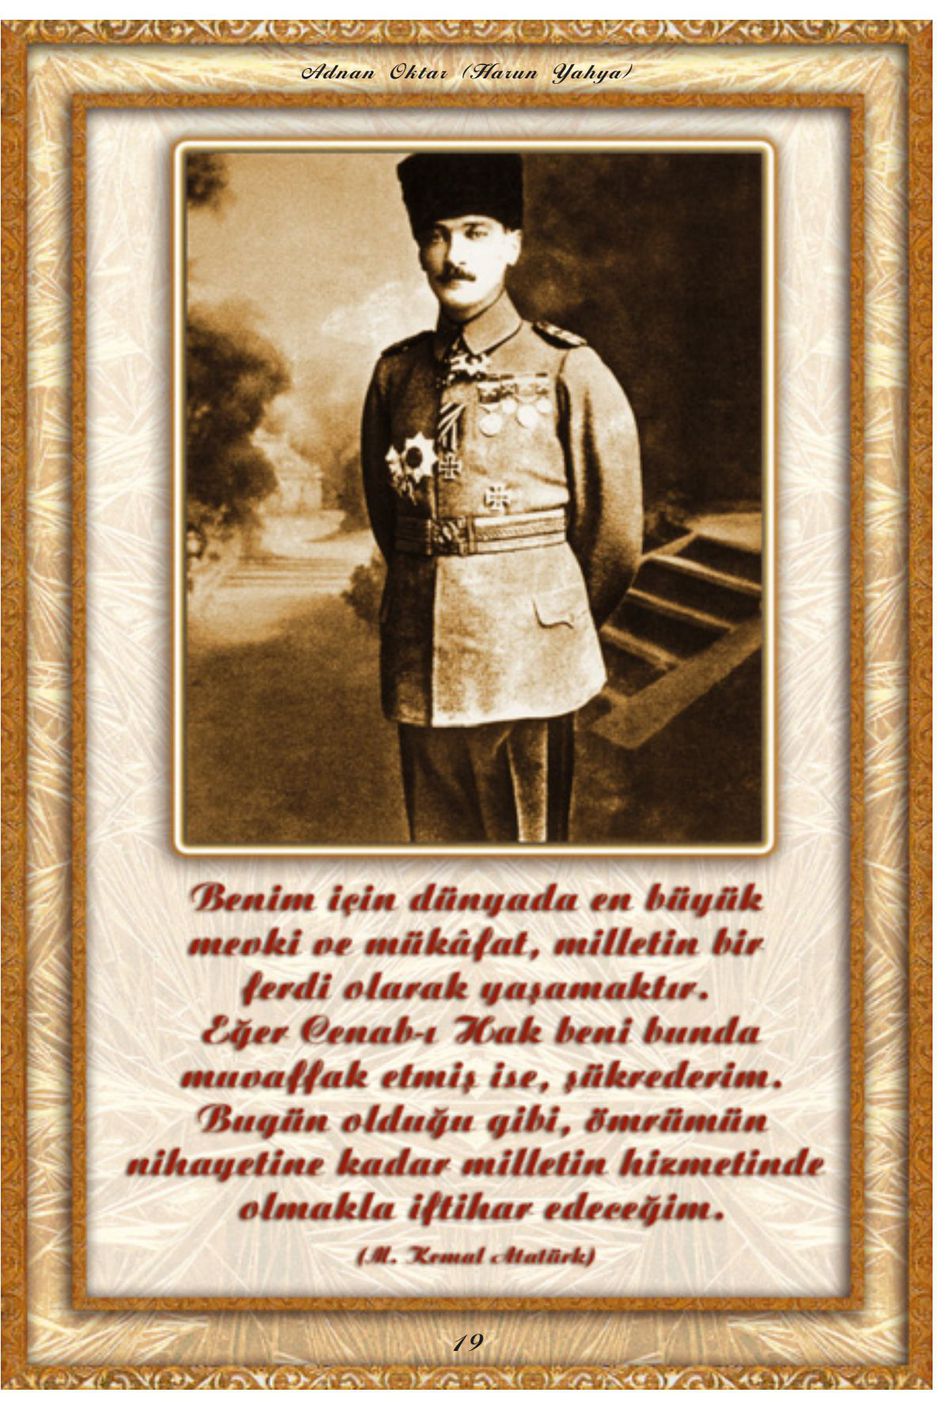 Adnan Oktar (Harun Yahya)
Benim için dünyada en büyük
mevki ve mükâfat, milletin bir
ferdi olarak yaşamaktır.
Eğer Cenab-ı Hak beni bunda
muvaffak etmiş ise, şükrederim.
Bugün olduğu gibi, ömrümün
nihayetine kadar milletin hizmetinde
olmakla iftihar edeceğim.
(M. Kemal Atatürk)
19